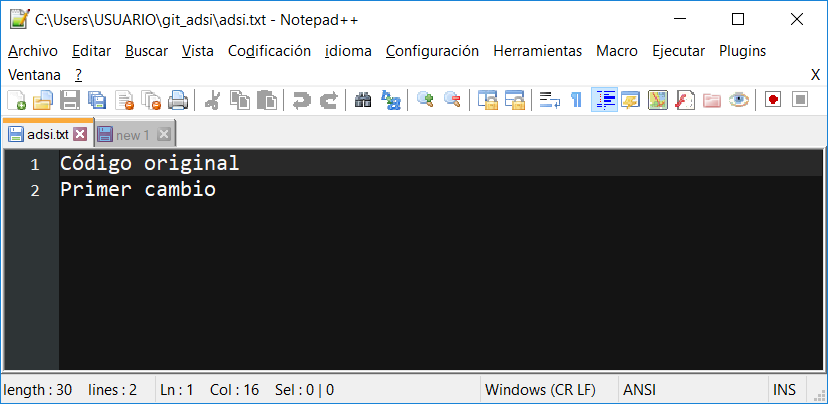 C:\Users\USUARIO\git_adsi\adsi.txt - Notepad++
Archivo Editar Buscar Vista Codificación idioma Configuración Herramientas Macro Ejecutar Plugins
Ventana ? X
adsi.txt new 1
1 Código original
2 Primer cambio
length : 30 lines : 2 Ln : 1 Col : 16 Sel : 0 | 0 Windows (CR LF) ANSI INS